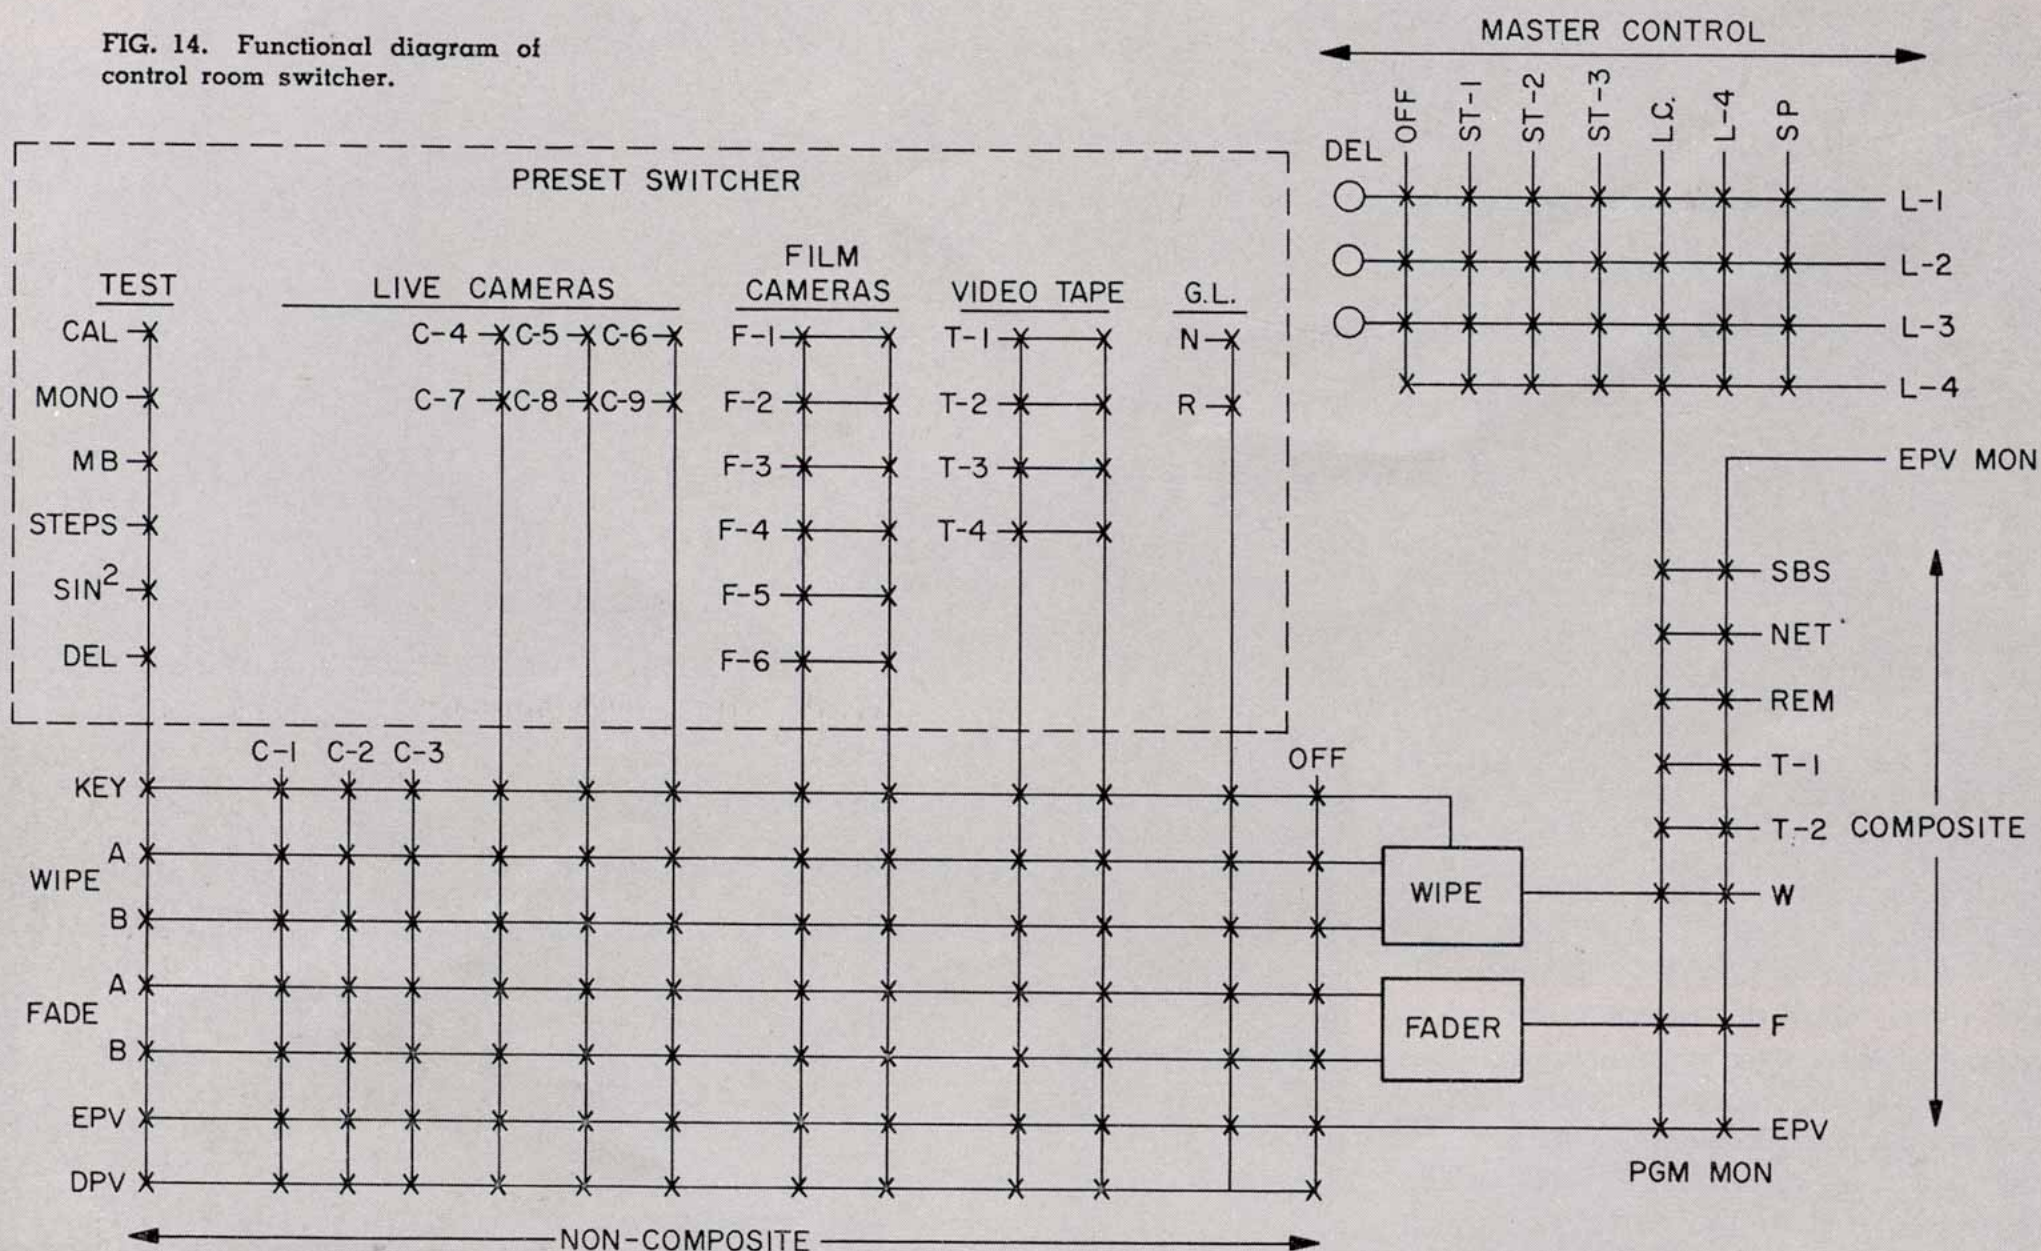 FIG. 14. Functional diagram of
control room switcher.
MASTER CONTROL
OFF ST-1 ST-2 ST-3 L.C. L-4 SP
DEL
L-1
L-2
L-3
L-4
PRESET SWITCHER
TEST LIVE CAMERAS FILM CAMERAS VIDEO TAPE G.L.
CAL C-4 C-5 C-6 F-1 T-1 N
MONO C-7 C-8 C-9 F-2 T-2 R
MB F-3 T-3
STEPS F-4 T-4
SIN² F-5
DEL F-6
EPV MON
SBS
NET
REM
T-1
T-2 COMPOSITE
W
F
EPV
PGM MON
C-1 C-2 C-3 OFF
KEY
WIPE A
B
FADE A
B
EPV
DPV
WIPE
FADER
NON-COMPOSITE